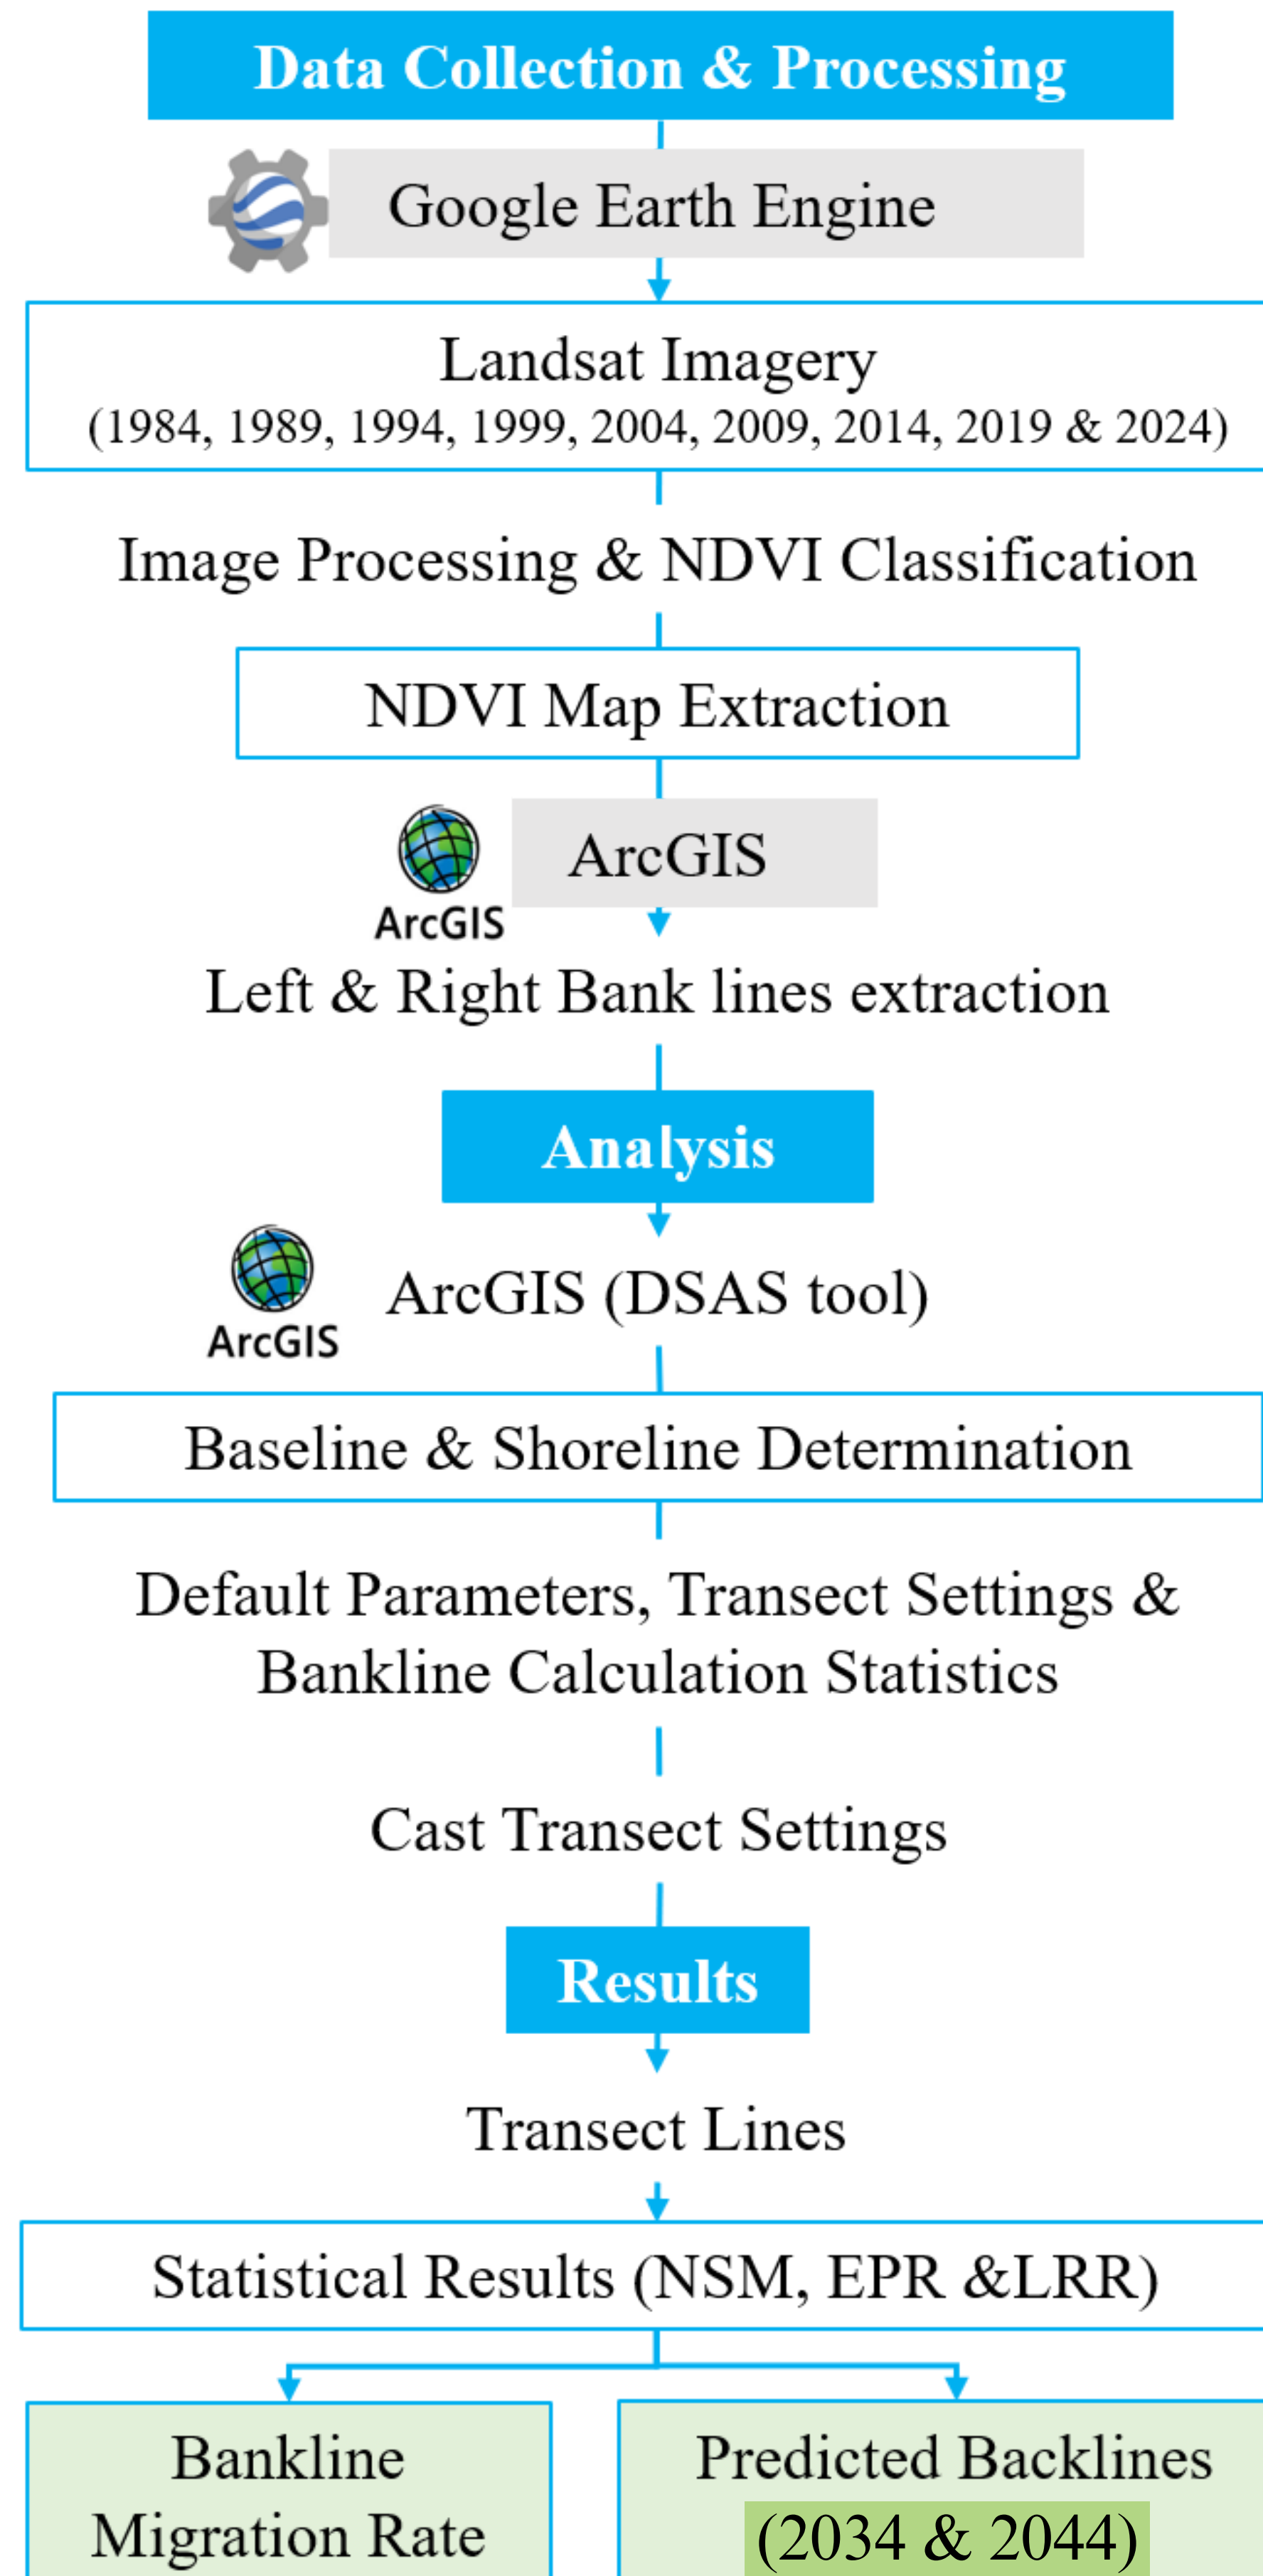 Data Collection & Processing
Google Earth Engine
Landsat Imagery
(1984, 1989, 1994, 1999, 2004, 2009, 2014, 2019 & 2024)
Image Processing & NDVI Classification
NDVI Map Extraction
ArcGIS
ArcGIS
Left & Right Bank lines extraction
Analysis
ArcGIS (DSAS tool)
ArcGIS
Baseline & Shoreline Determination
Default Parameters, Transect Settings &
Bankline Calculation Statistics
Cast Transect Settings
Results
Transect Lines
Statistical Results (NSM, EPR &LRR)
Bankline
Migration Rate
Predicted Backlines
(2034 & 2044)